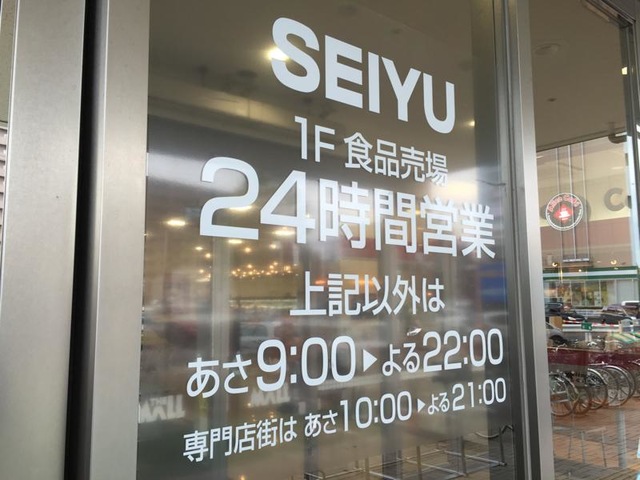 SEIYU
1F 食品売場
24時間営業
上記以外は
あさ9:00▶よる22:00
専門店街は あさ10:00▶よる21:00